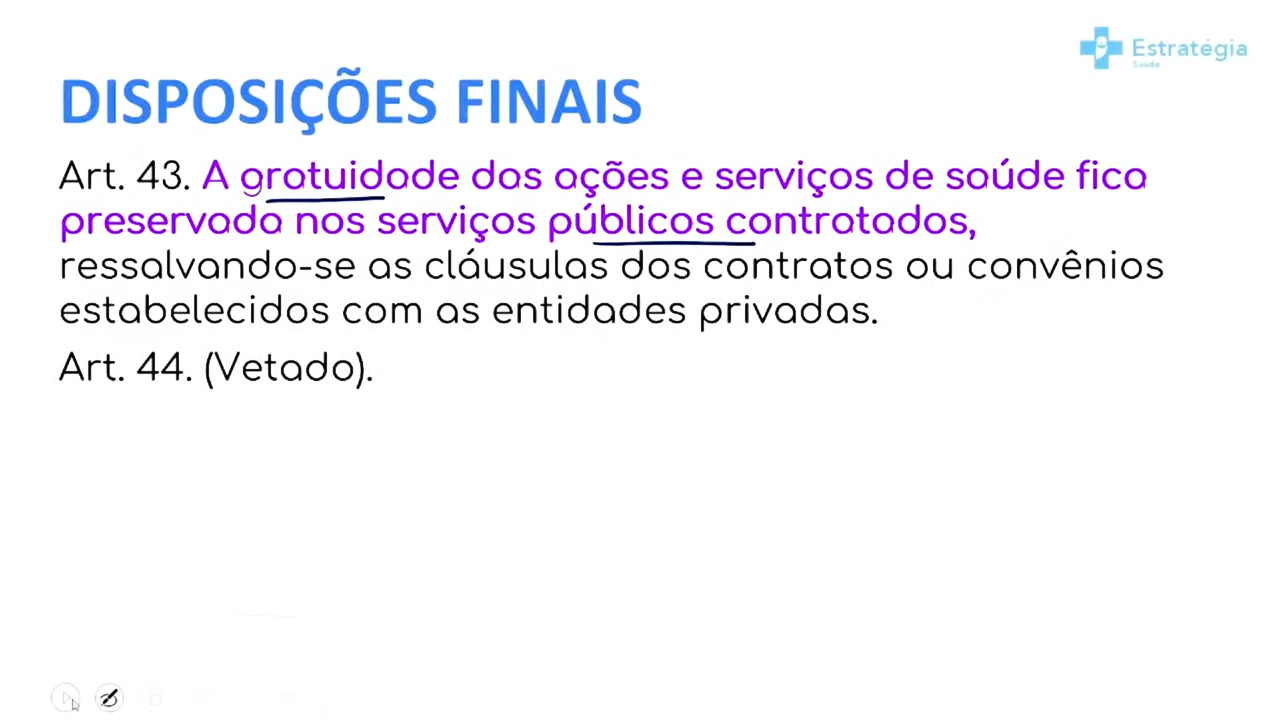 Estratégia
Saúde
DISPOSIÇÕES FINAIS
Art. 43. A gratuidade das ações e serviços de saúde fica
preservada nos serviços públicos contratados,
ressalvando-se as cláusulas dos contratos ou convênios
estabelecidos com as entidades privadas.
Art. 44. (Vetado).